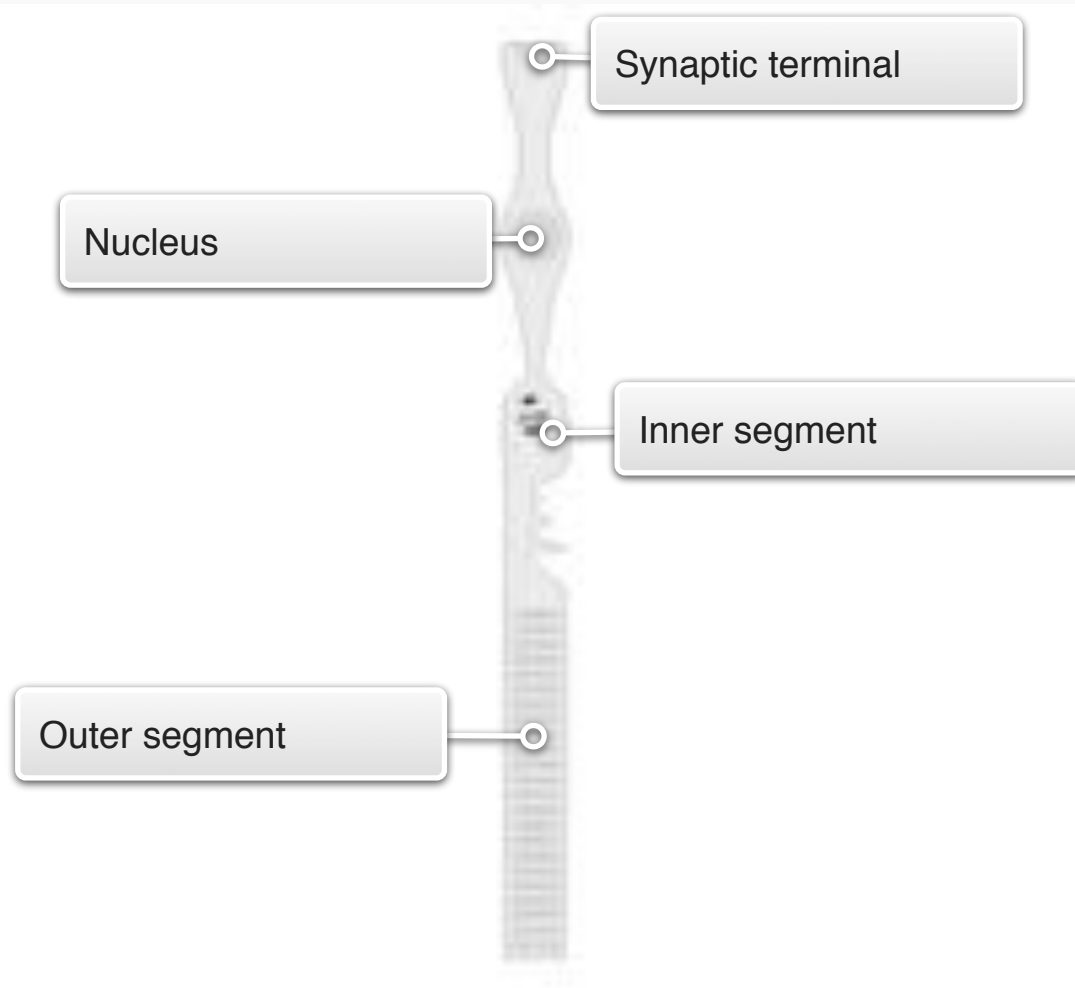 Synaptic terminal
Nucleus
Inner segment
Outer segment